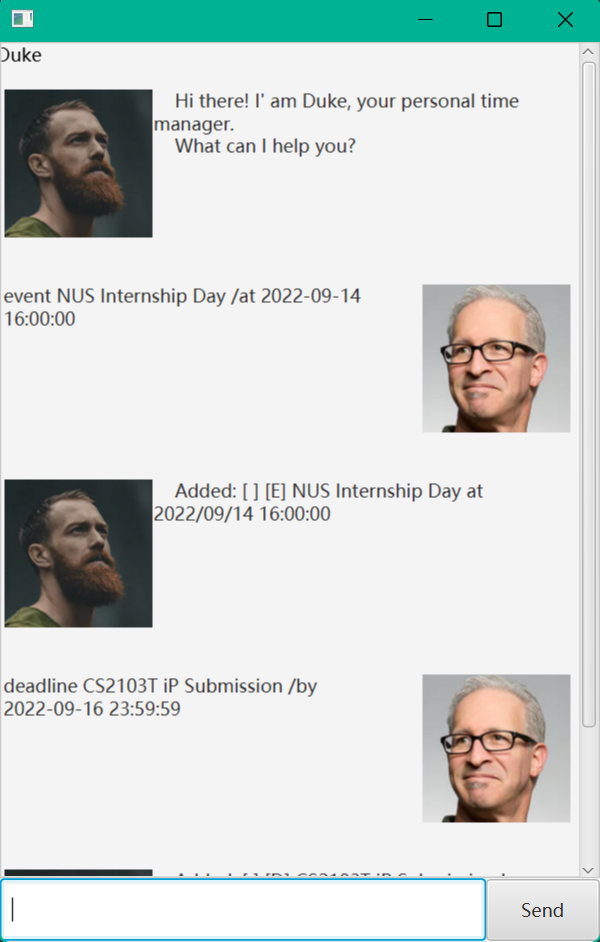 Duke
Hi there! I' am Duke, your personal time
manager.
What can I help you?
event NUS Internship Day /at 2022-09-14
16:00:00
Added: [ ] [E] NUS Internship Day at
2022/09/14 16:00:00
deadline CS2103T iP Submission /by
2022-09-16 23:59:59
Send